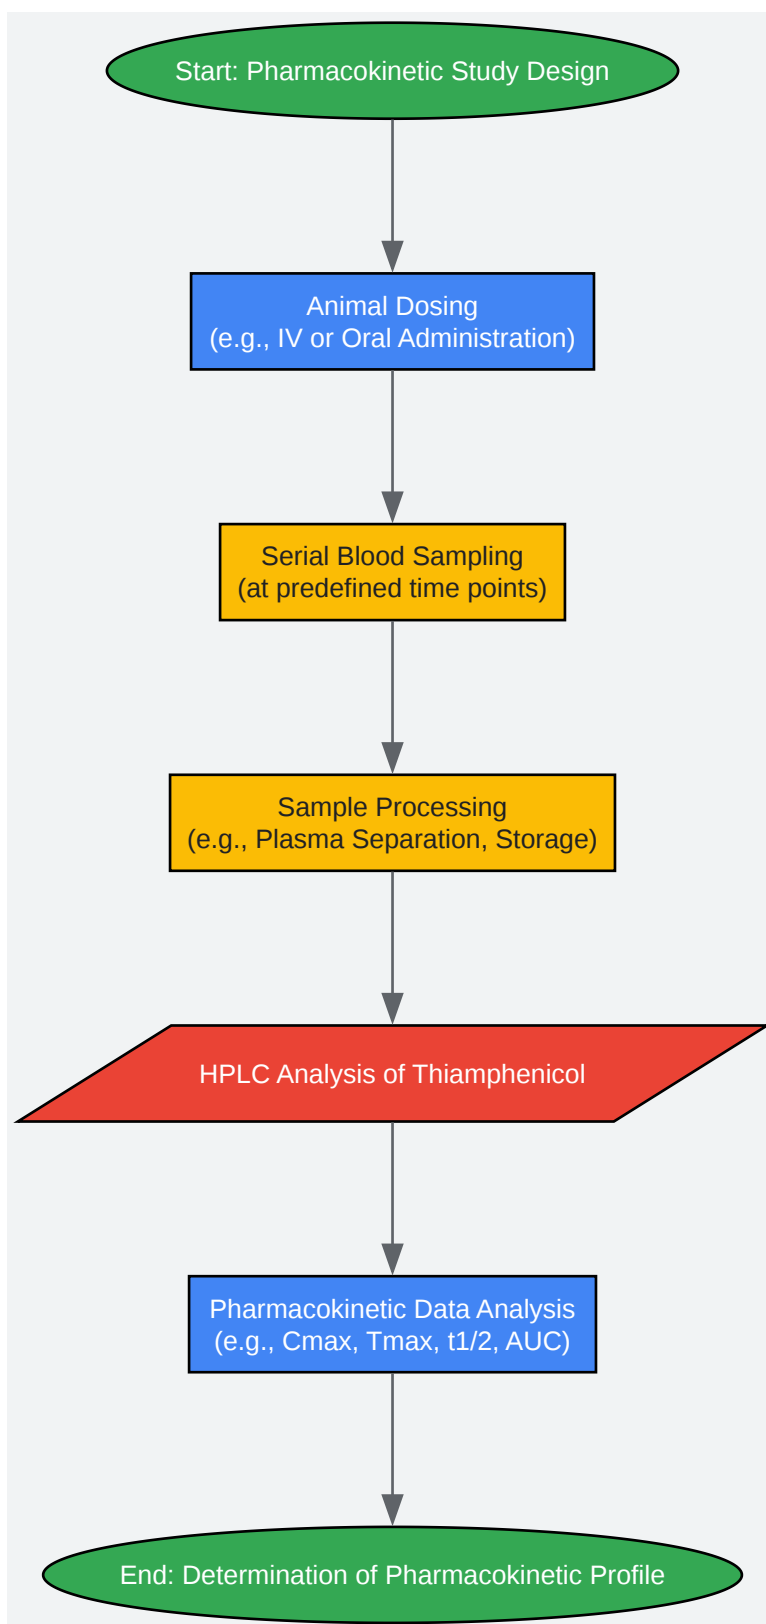 Start: Pharmacokinetic Study Design
Animal Dosing
(e.g., IV or Oral Administration)
Serial Blood Sampling
(at predefined time points)
Sample Processing
(e.g., Plasma Separation, Storage)
HPLC Analysis of Thiamphenicol
Pharmacokinetic Data Analysis
(e.g., Cmax, Tmax, t1/2, AUC)
End: Determination of Pharmacokinetic Profile